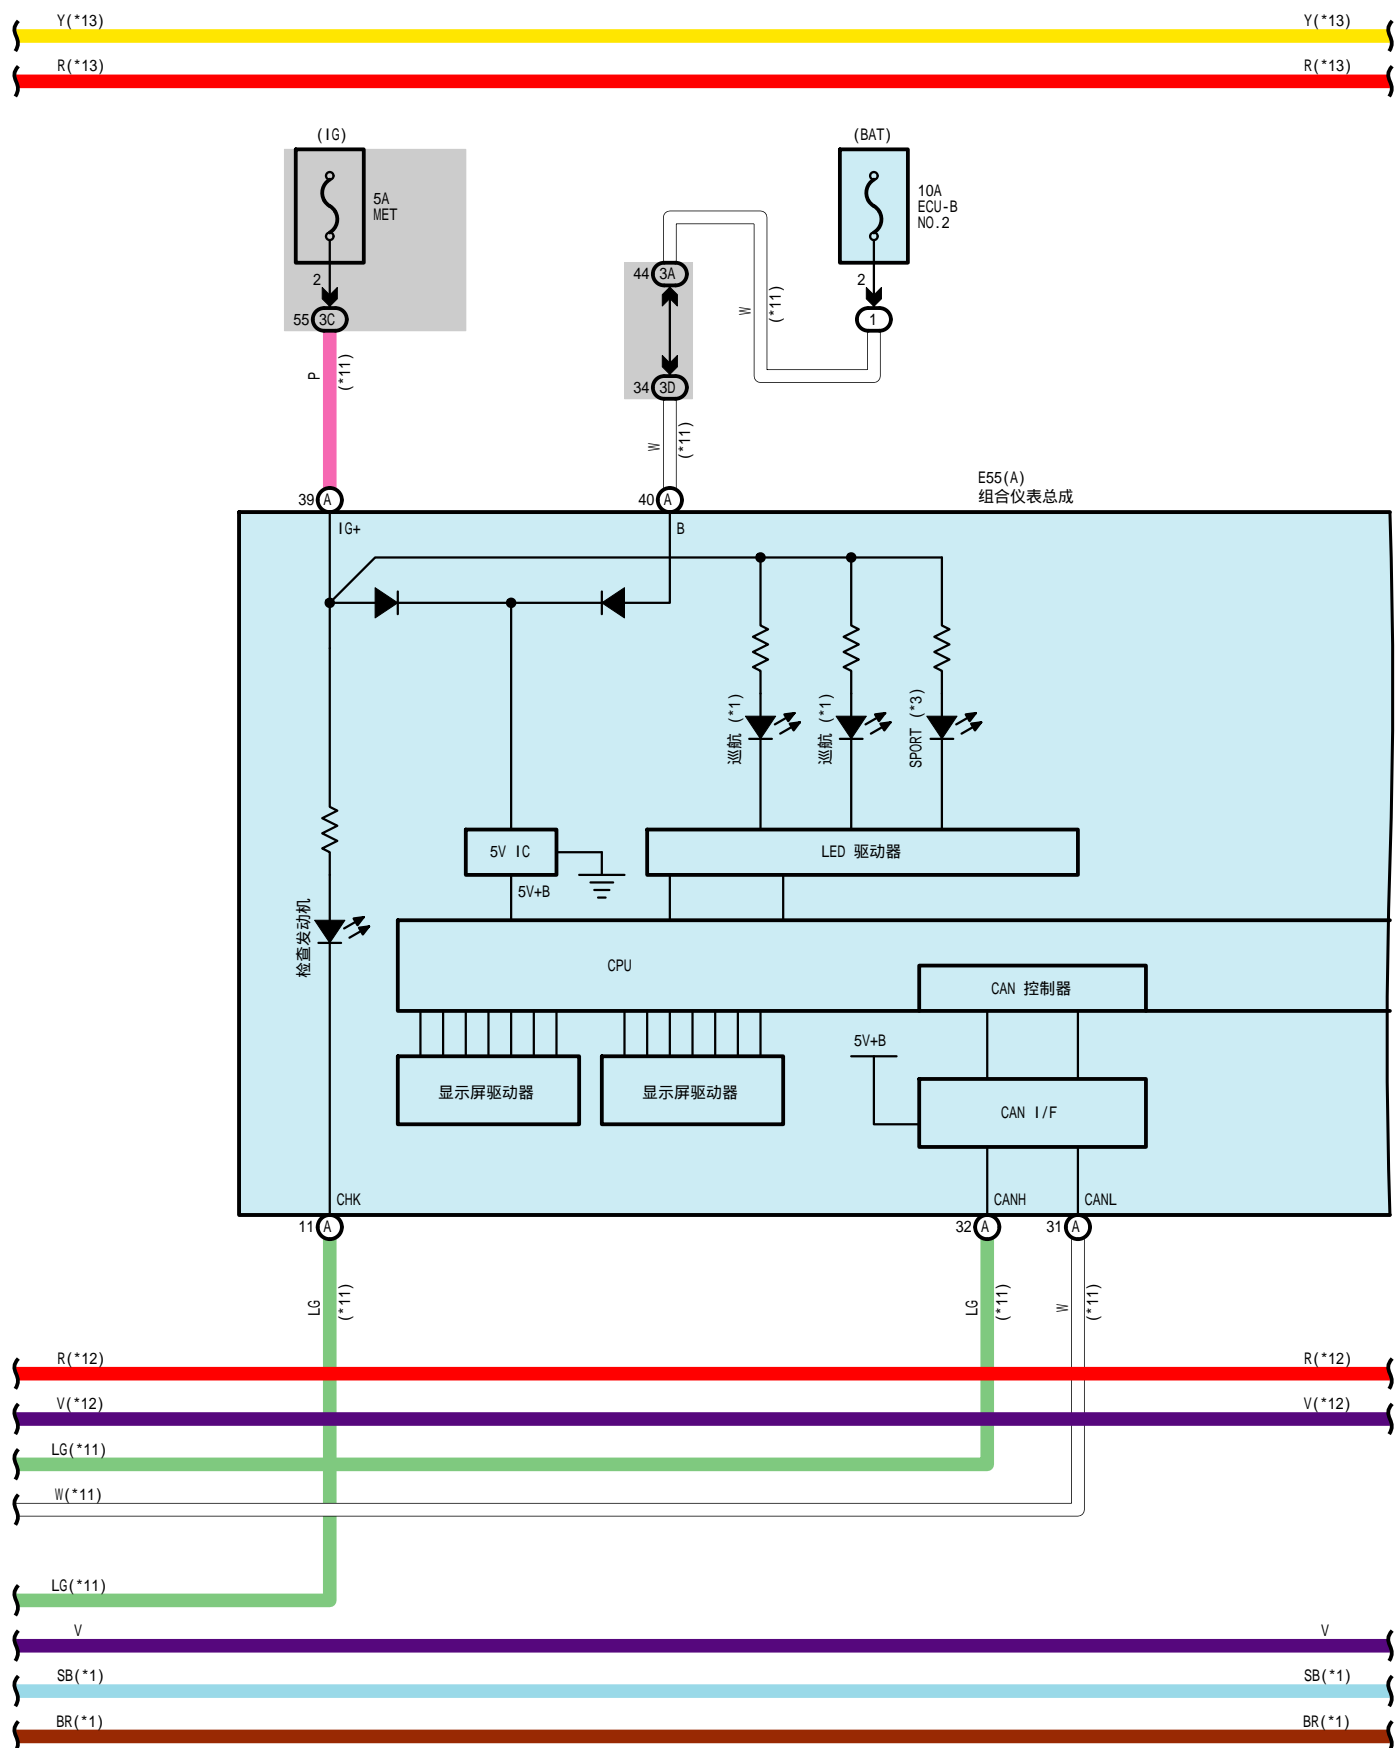 Y(*13) Y(*13)
R(*13) R(*13)
(IG) (BAT)
5A
MET
10A
ECU-B
NO.2
2
55 3C
44 3A
2
1
W
(*11)
P
(*11)
34 3D
W
(*11)
E55(A)
组合仪表总成
39 A
40 A
IG+
B
巡航 (*1)
巡航 (*1)
SPORT (*3)
5V IC
LED 驱动器
5V+B
检查发动机
CPU
CAN 控制器
5V+B
显示屏驱动器
显示屏驱动器
CAN I/F
CHK
CANH
CANL
11 A
32 A
31 A
LG
(*11)
LG
(*11)
W
(*11)
R(*12) R(*12)
V(*12) V(*12)
LG(*11)
W(*11)
LG(*11)
V V
SB(*1) SB(*1)
BR(*1) BR(*1)